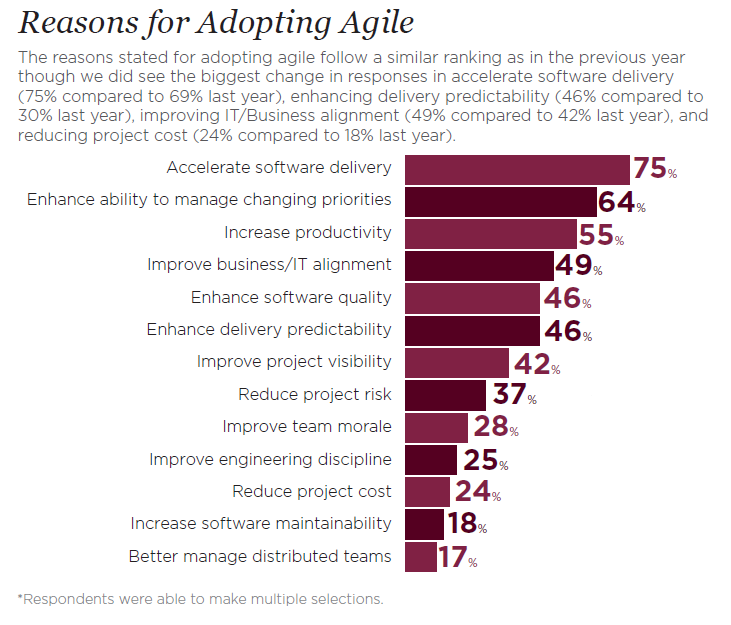 Reasons for Adopting Agile
The reasons stated for adopting agile follow a similar ranking as in the previous year
though we did see the biggest change in responses in accelerate software delivery
(75% compared to 69% last year), enhancing delivery predictability (46% compared to
30% last year), improving IT/Business alignment (49% compared to 42% last year), and
reducing project cost (24% compared to 18% last year).
Accelerate software delivery 75%
Enhance ability to manage changing priorities 64%
Increase productivity 55%
Improve business/IT alignment 49%
Enhance software quality 46%
Enhance delivery predictability 46%
Improve project visibility 42%
Reduce project risk 37%
Improve team morale 28%
Improve engineering discipline 25%
Reduce project cost 24%
Increase software maintainability 18%
Better manage distributed teams 17%
*Respondents were able to make multiple selections.